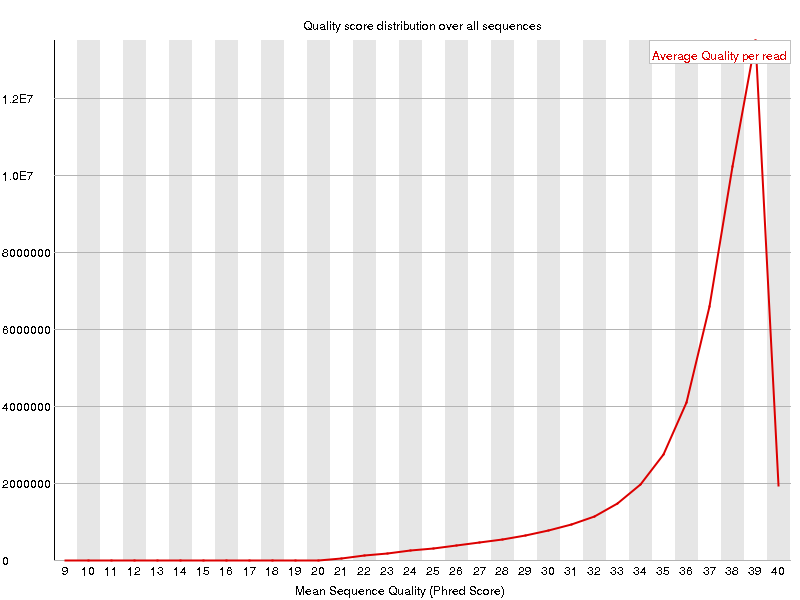 Quality score distribution over all sequences
Average Quality per read
1.2E7
1.0E7
8000000
6000000
4000000
2000000
0
9 10 11 12 13 14 15 16 17 18 19 20 21 22 23 24 25 26 27 28 29 30 31 32 33 34 35 36 37 38 39 40
Mean Sequence Quality (Phred Score)